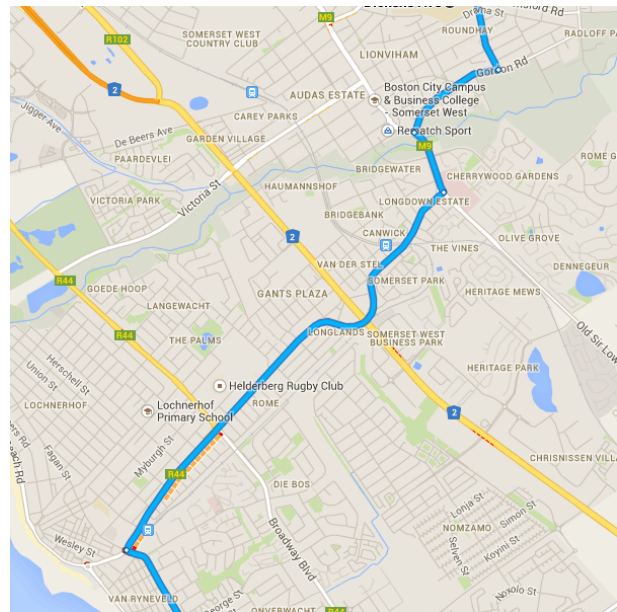 Drama St
M9
R102
SOMERSET WEST
COUNTRY CLUB
ROUNDHAY
RADLOFF PA
LIONVIHAM
Gordon Rd
2
Boston City Campus
& Business College
- Somerset West
AUDAS ESTATE
Jigger Ave
CAREY PARKS
De Beers Ave
GARDEN VILLAGE
Rematch Sport
M9
PAARDEVLEI
BRIDGEWATER
ROME G
CHERRYWOOD GARDENS
HAUMANNSHOF
Victoria St
VICTORIA PARK
LONGDOWN ESTATE
BRIDGEBANK
CANWICK
OLIVE GROVE
2
THE VINES
VAN DER STEL
DENNEGEUR
R44
SOMERSET PARK
GOEDE HOOP
GANTS PLAZA
HERITAGE MEWS
LANGEWACHT
R44
LONGLANDS
SOMERSET WEST
BUSINESS PARK
Old Sir Low
THE PALMS
Herschell St
Union St
HERITAGE PARK
Helderberg Rugby Club
LOCHNERHOF
Lochnerhof
Primary School
ROME
2
Myburgh St
Fagan St
CHRISNISSEN VILLA
R44
DIE BOS
Lonja St
Simon St
NOMZAMO
Koyini St
Selven St
Broadway Blvd
Wesley St
Noxolo St
VAN RYNEVELD
George St
ONVERWACHT
R44